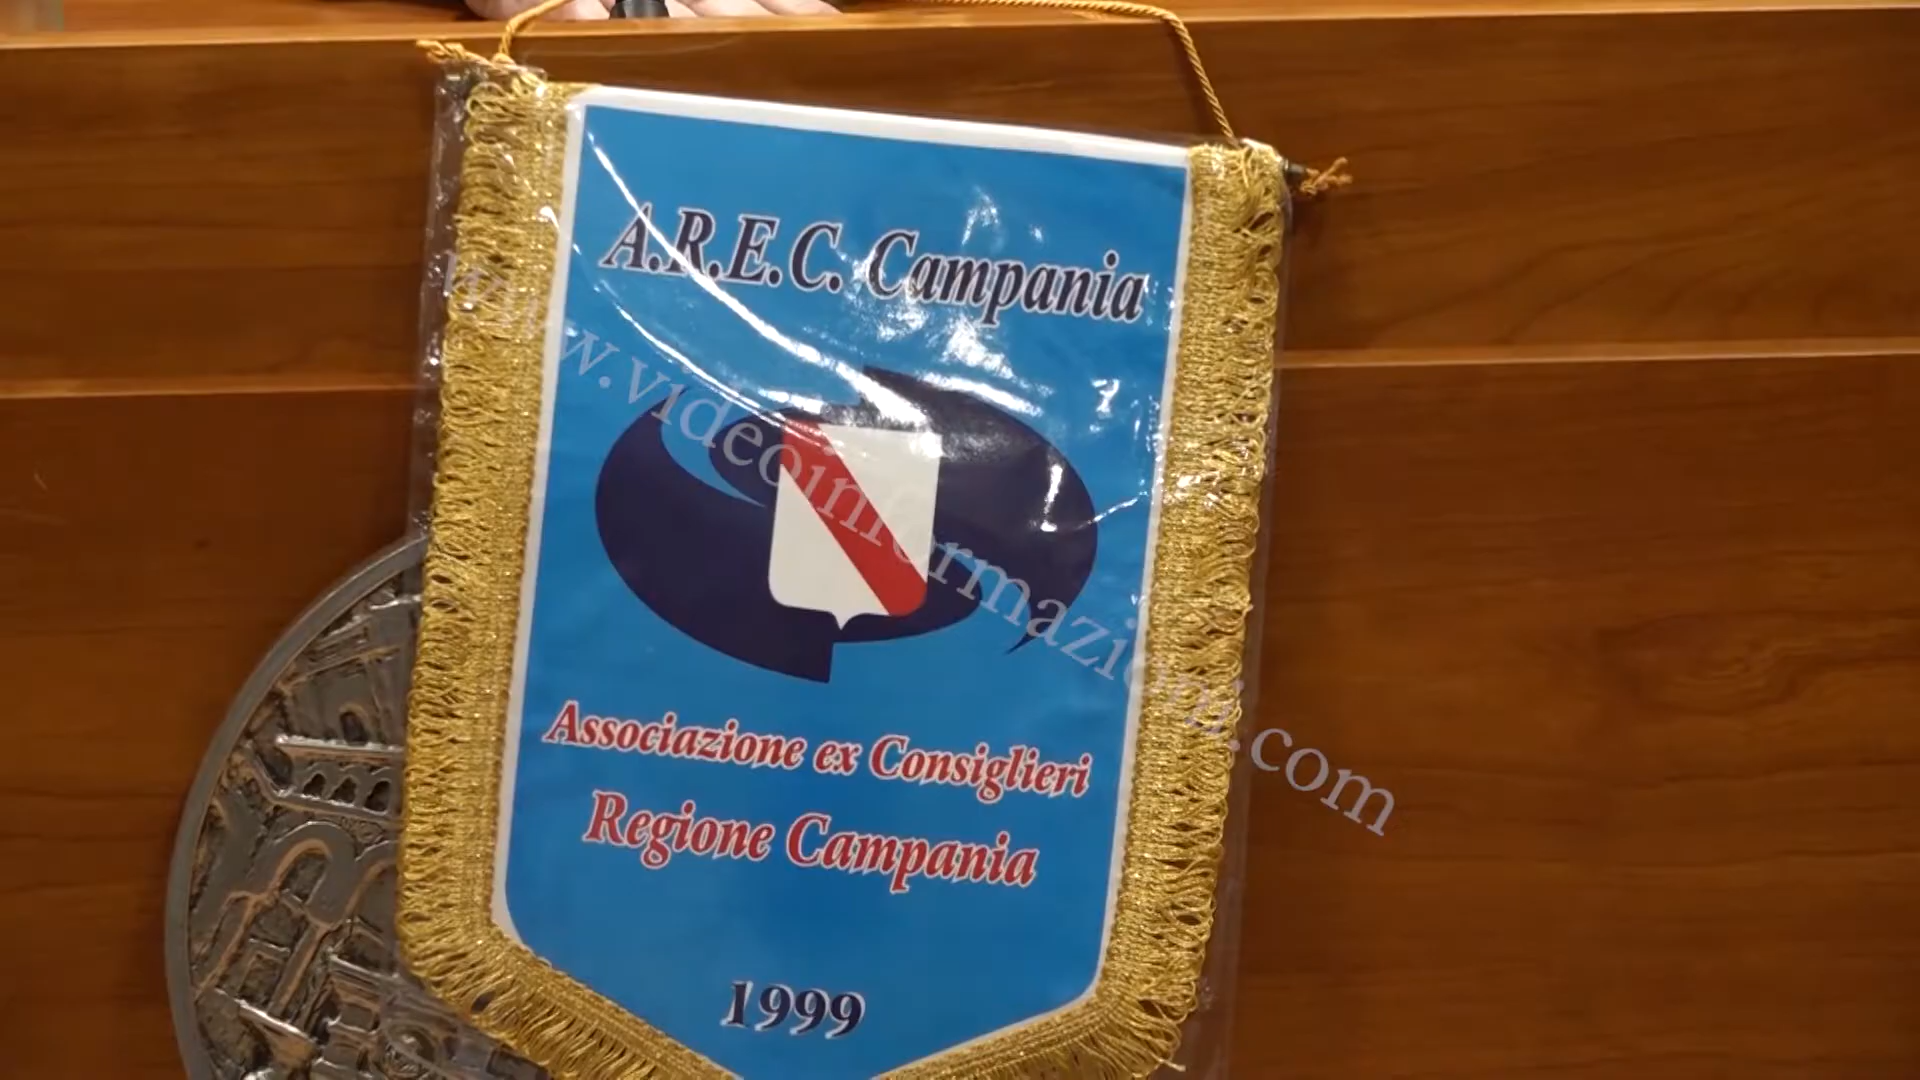 A.R.E.C. Campania
www.videoinformazioni.com
Associazione ex Consiglieri
Regione Campania
1999